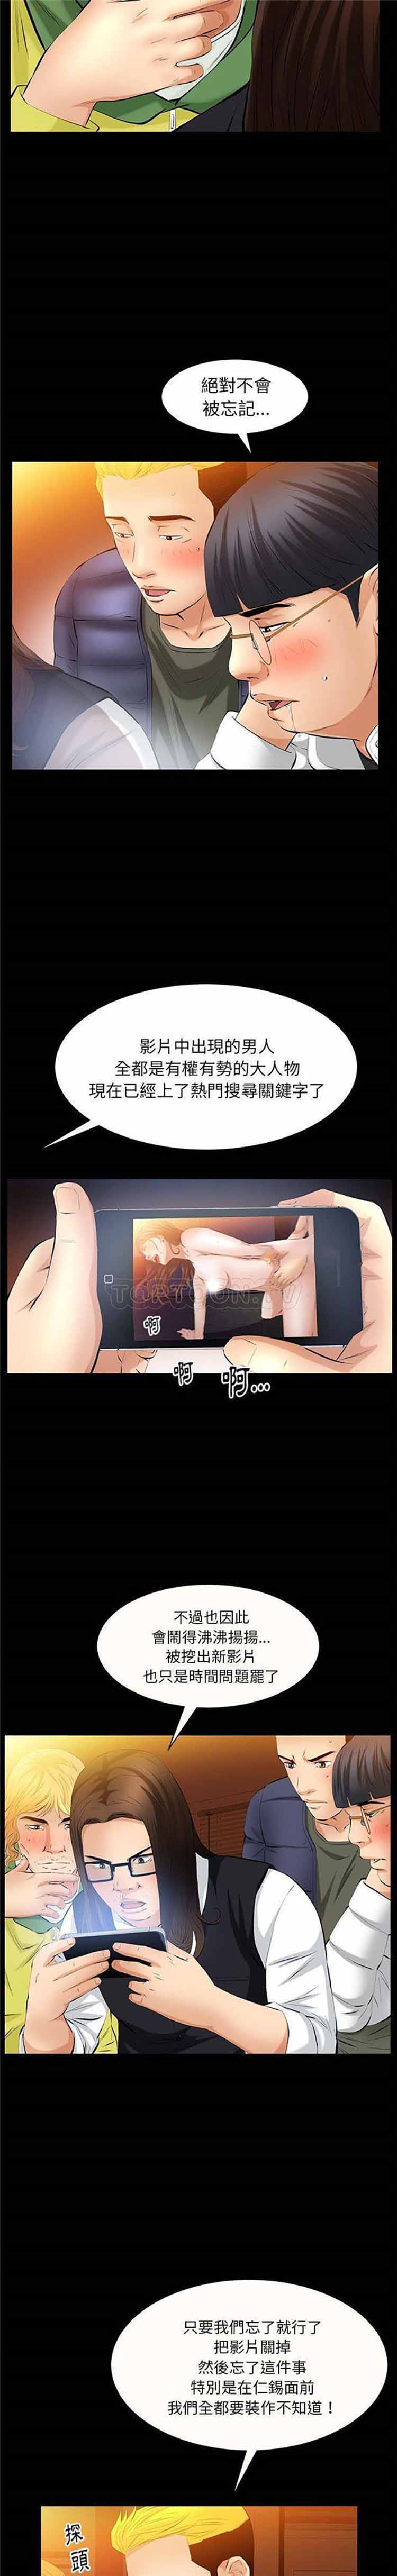 絕對不會
被忘記...
影片中出現的男人
全都是有權有勢的大人物
現在已經上了熱門搜尋關鍵字了
TOPTOON.TV
啊
啊
啊...
不過也因此
會鬧得沸沸揚揚...
被挖出新影片
也只是時間問題罷了
只要我們忘了就行了
把影片關掉
然後忘了這件事
特別是在仁錫面前
我們全都要裝作不知道！
探頭